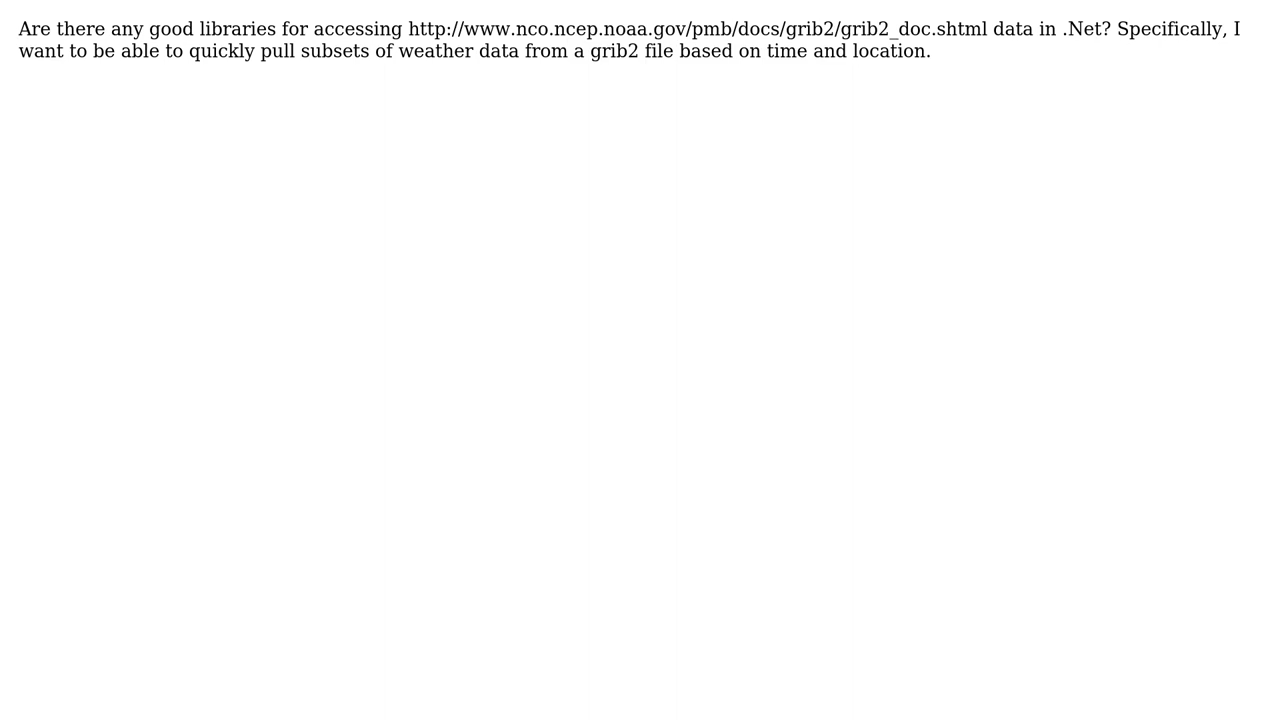 Are there any good libraries for accessing http://www.nco.ncep.noaa.gov/pmb/docs/grib2/grib2_doc.shtml data in .Net? Specifically, I
want to be able to quickly pull subsets of weather data from a grib2 file based on time and location.